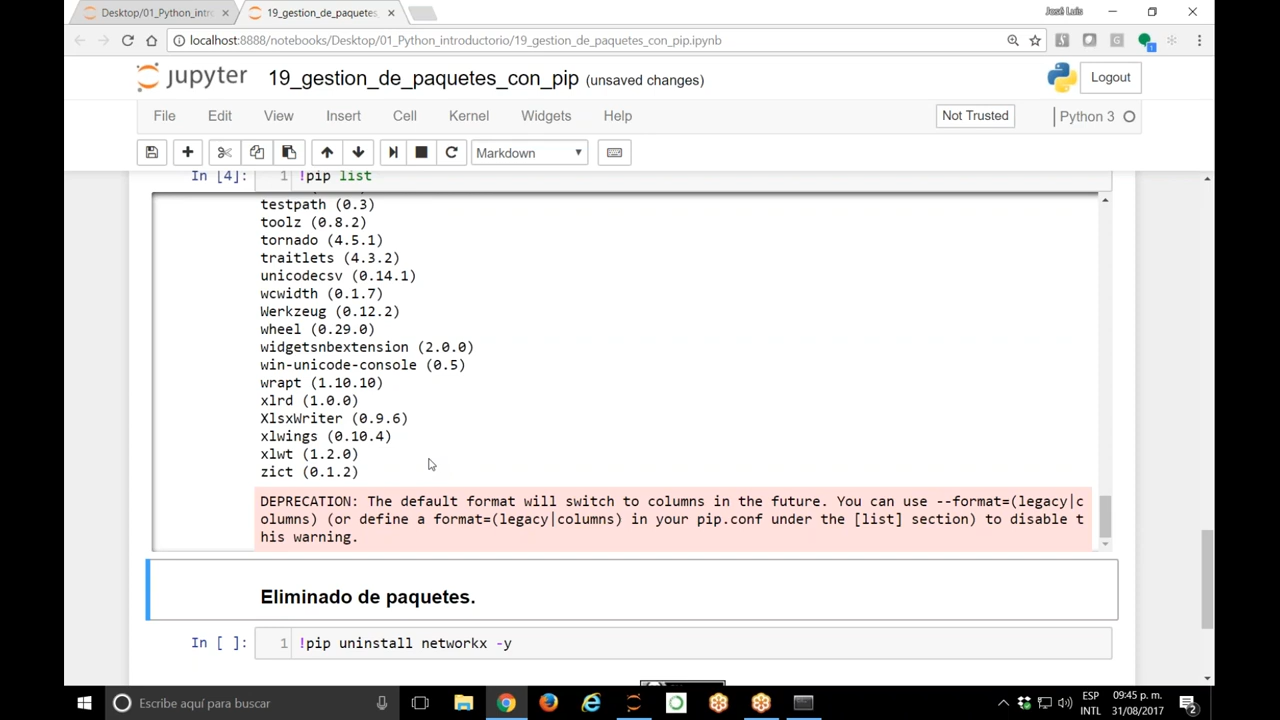 Desktop/01_Python_intro
19_gestion_de_paquetes
José Luis
localhost:8888/notebooks/Desktop/01_Python_introductorio/19_gestion_de_paquetes_con_pip.ipynb
jupyter 19_gestion_de_paquetes_con_pip (unsaved changes)
Logout
File Edit View Insert Cell Kernel Widgets Help
Not Trusted
Python 3
Markdown
In [4]: 1 !pip list
testpath (0.3)
toolz (0.8.2)
tornado (4.5.1)
traitlets (4.3.2)
unicodecsv (0.14.1)
wcwidth (0.1.7)
Werkzeug (0.12.2)
wheel (0.29.0)
widgetsnbextension (2.0.0)
win-unicode-console (0.5)
wrapt (1.10.10)
xlrd (1.0.0)
XlsxWriter (0.9.6)
xlwings (0.10.4)
xlwt (1.2.0)
zict (0.1.2)
DEPRECATION: The default format will switch to columns in the future. You can use --format=(legacy|c
olumns) (or define a format=(legacy|columns) in your pip.conf under the [list] section) to disable t
his warning.
Eliminado de paquetes.
In [ ]: 1 !pip uninstall networkx -y
Escribe aquí para buscar
ESP
INTL
09:45 p. m.
31/08/2017
2